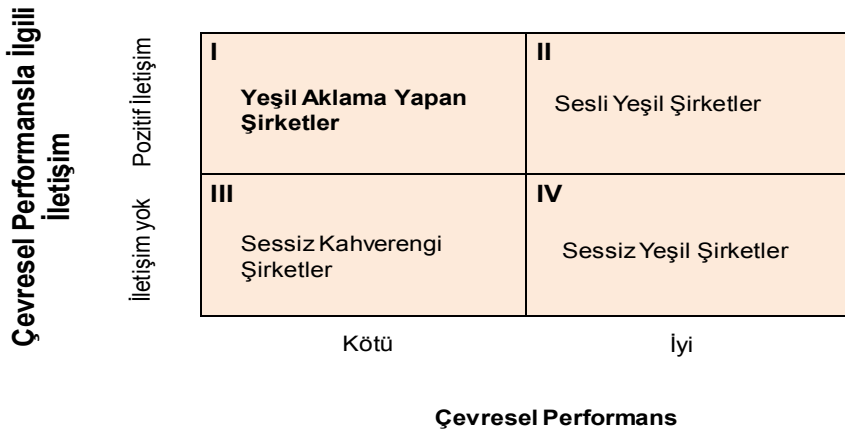 Çevresel Performansla İlgili
İletişim
Pozitif İletişim
İletişim yok
I
Yeşil Aklama Yapan
Şirketler
II
Sesli Yeşil Şirketler
III
Sessiz Kahverengi
Şirketler
IV
Sessiz Yeşil Şirketler
Kötü
İyi
Çevresel Performans